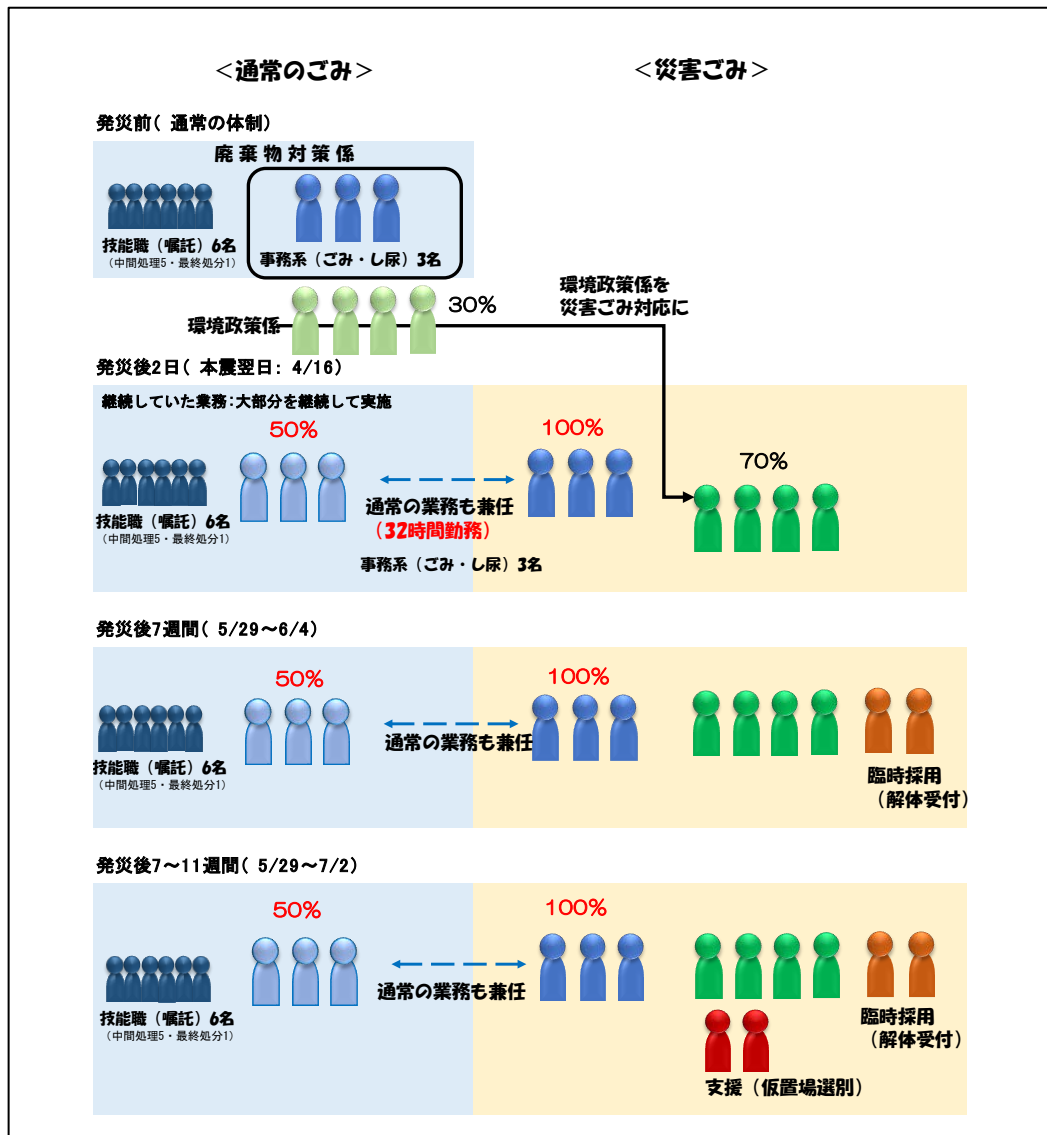 ＜通常のごみ＞
＜災害ごみ＞
発災前( 通常の体制)
廃棄物対策係
技能職（嘱託）6名
（中間処理5・最終処分1）
事務系（ごみ・し尿）3名
環境政策係
30%
環境政策係を
災害ごみ対応に
発災後2日( 本震翌日: 4/16)
継続していた業務：大部分を継続して実施
50%
100%
70%
技能職（嘱託）6名
（中間処理5・最終処分1）
通常の業務も兼任
（32時間勤務）
事務系（ごみ・し尿）3名
発災後7週間( 5/29～6/4)
50%
100%
技能職（嘱託）6名
（中間処理5・最終処分1）
通常の業務も兼任
臨時採用
（解体受付）
発災後7～11週間( 5/29～7/2)
50%
100%
技能職（嘱託）6名
（中間処理5・最終処分1）
通常の業務も兼任
臨時採用
（解体受付）
支援（仮置場選別）